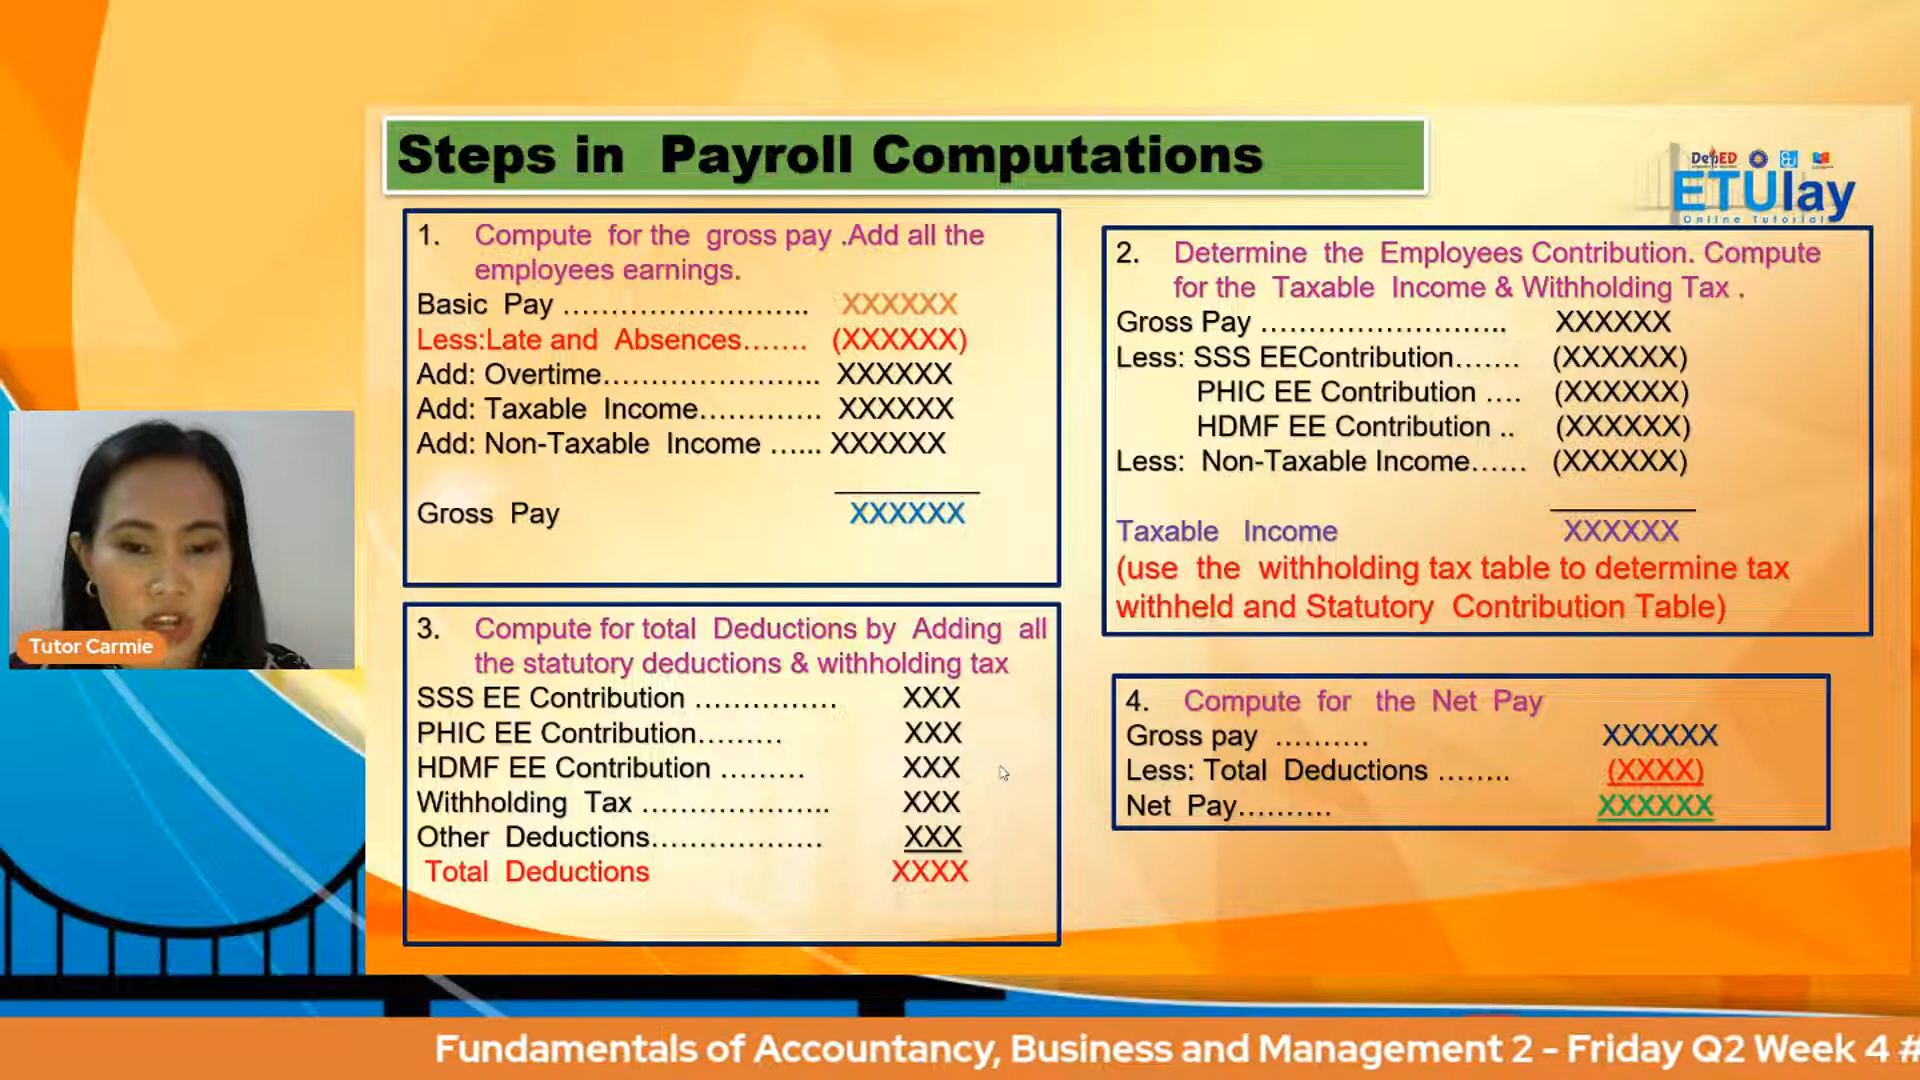 Steps in Payroll Computations
DepED
ETUlay
Online Tutorial
1. Compute for the gross pay .Add all the
employees earnings.
Basic Pay …………………….. XXXXXX
Less:Late and Absences……. (XXXXXX)
Add: Overtime………………….. XXXXXX
Add: Taxable Income…………. XXXXXX
Add: Non-Taxable Income …... XXXXXX
Gross Pay XXXXXX
2. Determine the Employees Contribution. Compute
for the Taxable Income & Withholding Tax .
Gross Pay …………………….. XXXXXX
Less: SSS EEContribution……. (XXXXXX)
PHIC EE Contribution …. (XXXXXX)
HDMF EE Contribution .. (XXXXXX)
Less: Non-Taxable Income…… (XXXXXX)
Taxable Income XXXXXX
(use the withholding tax table to determine tax
withheld and Statutory Contribution Table)
3. Compute for total Deductions by Adding all
the statutory deductions & withholding tax
SSS EE Contribution …………… XXX
PHIC EE Contribution……… XXX
HDMF EE Contribution ……… XXX
Withholding Tax ……………….. XXX
Other Deductions……………… XXX
Total Deductions XXXX
4. Compute for the Net Pay
Gross pay ………. XXXXXX
Less: Total Deductions …….. (XXXX)
Net Pay………. XXXXXX
Tutor Carmie
Fundamentals of Accountancy, Business and Management 2 - Friday Q2 Week 4 #